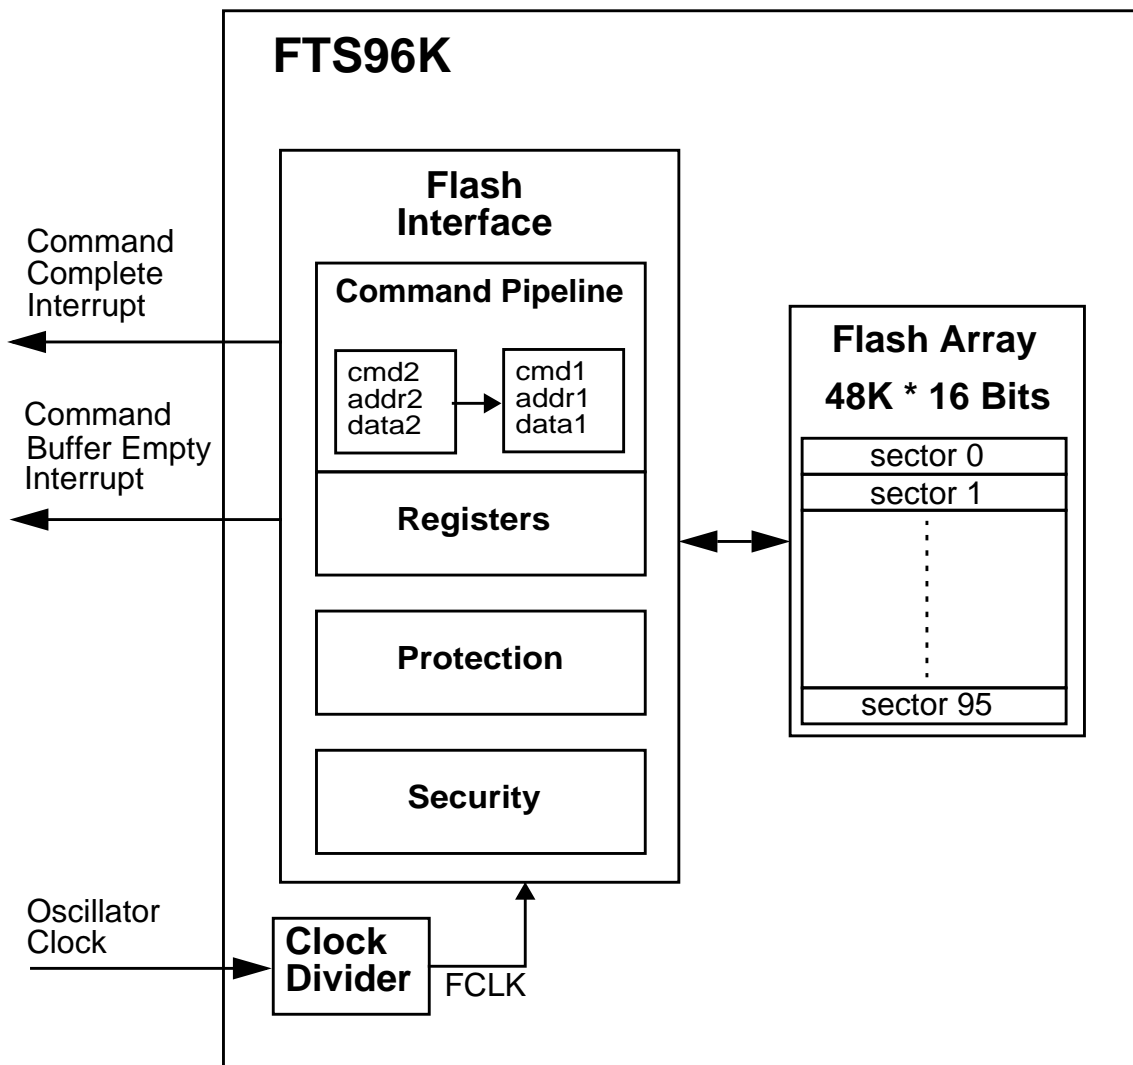 FTS96K
Flash
Interface
Command
Complete
Interrupt
Command Pipeline
cmd2
addr2
data2
cmd1
addr1
data1
Command
Buffer Empty
Interrupt
Registers
Protection
Security
Flash Array
48K * 16 Bits
sector 0
sector 1
sector 95
Oscillator
Clock
Clock
Divider
FCLK